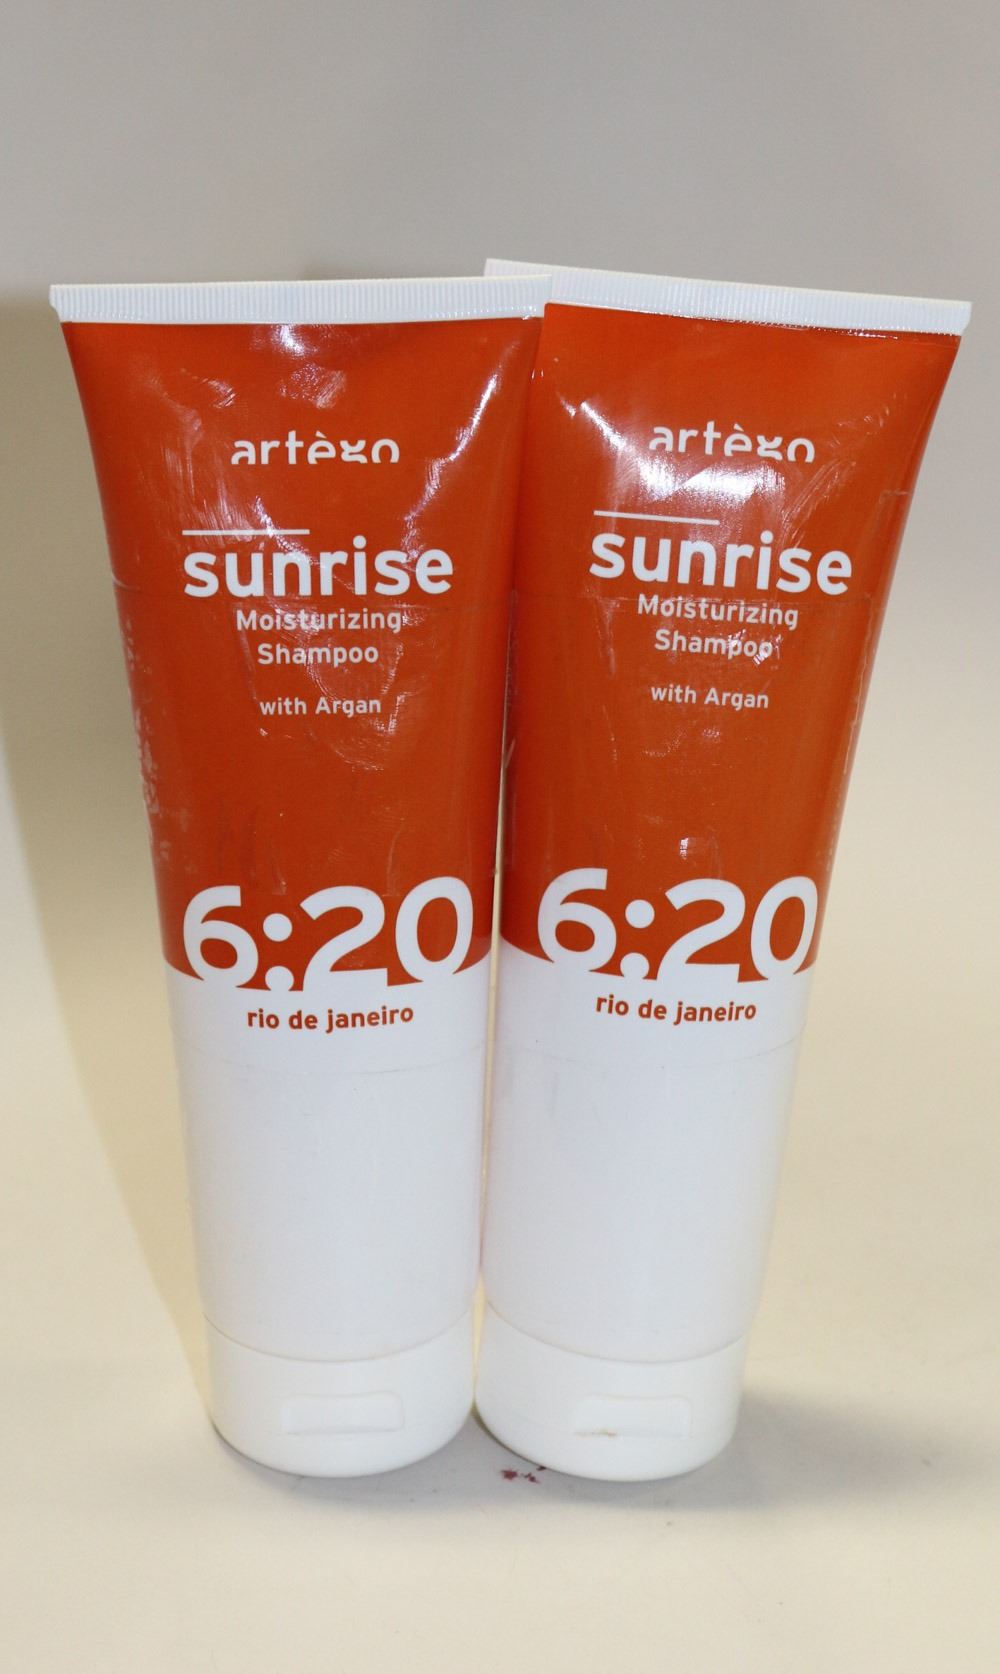 artègo
sunrise
Moisturizing
Shampoo
with Argan
6:20
rio de janeiro
artègo
sunrise
Moisturizing
Shampoo
with Argan
6:20
rio de janeiro